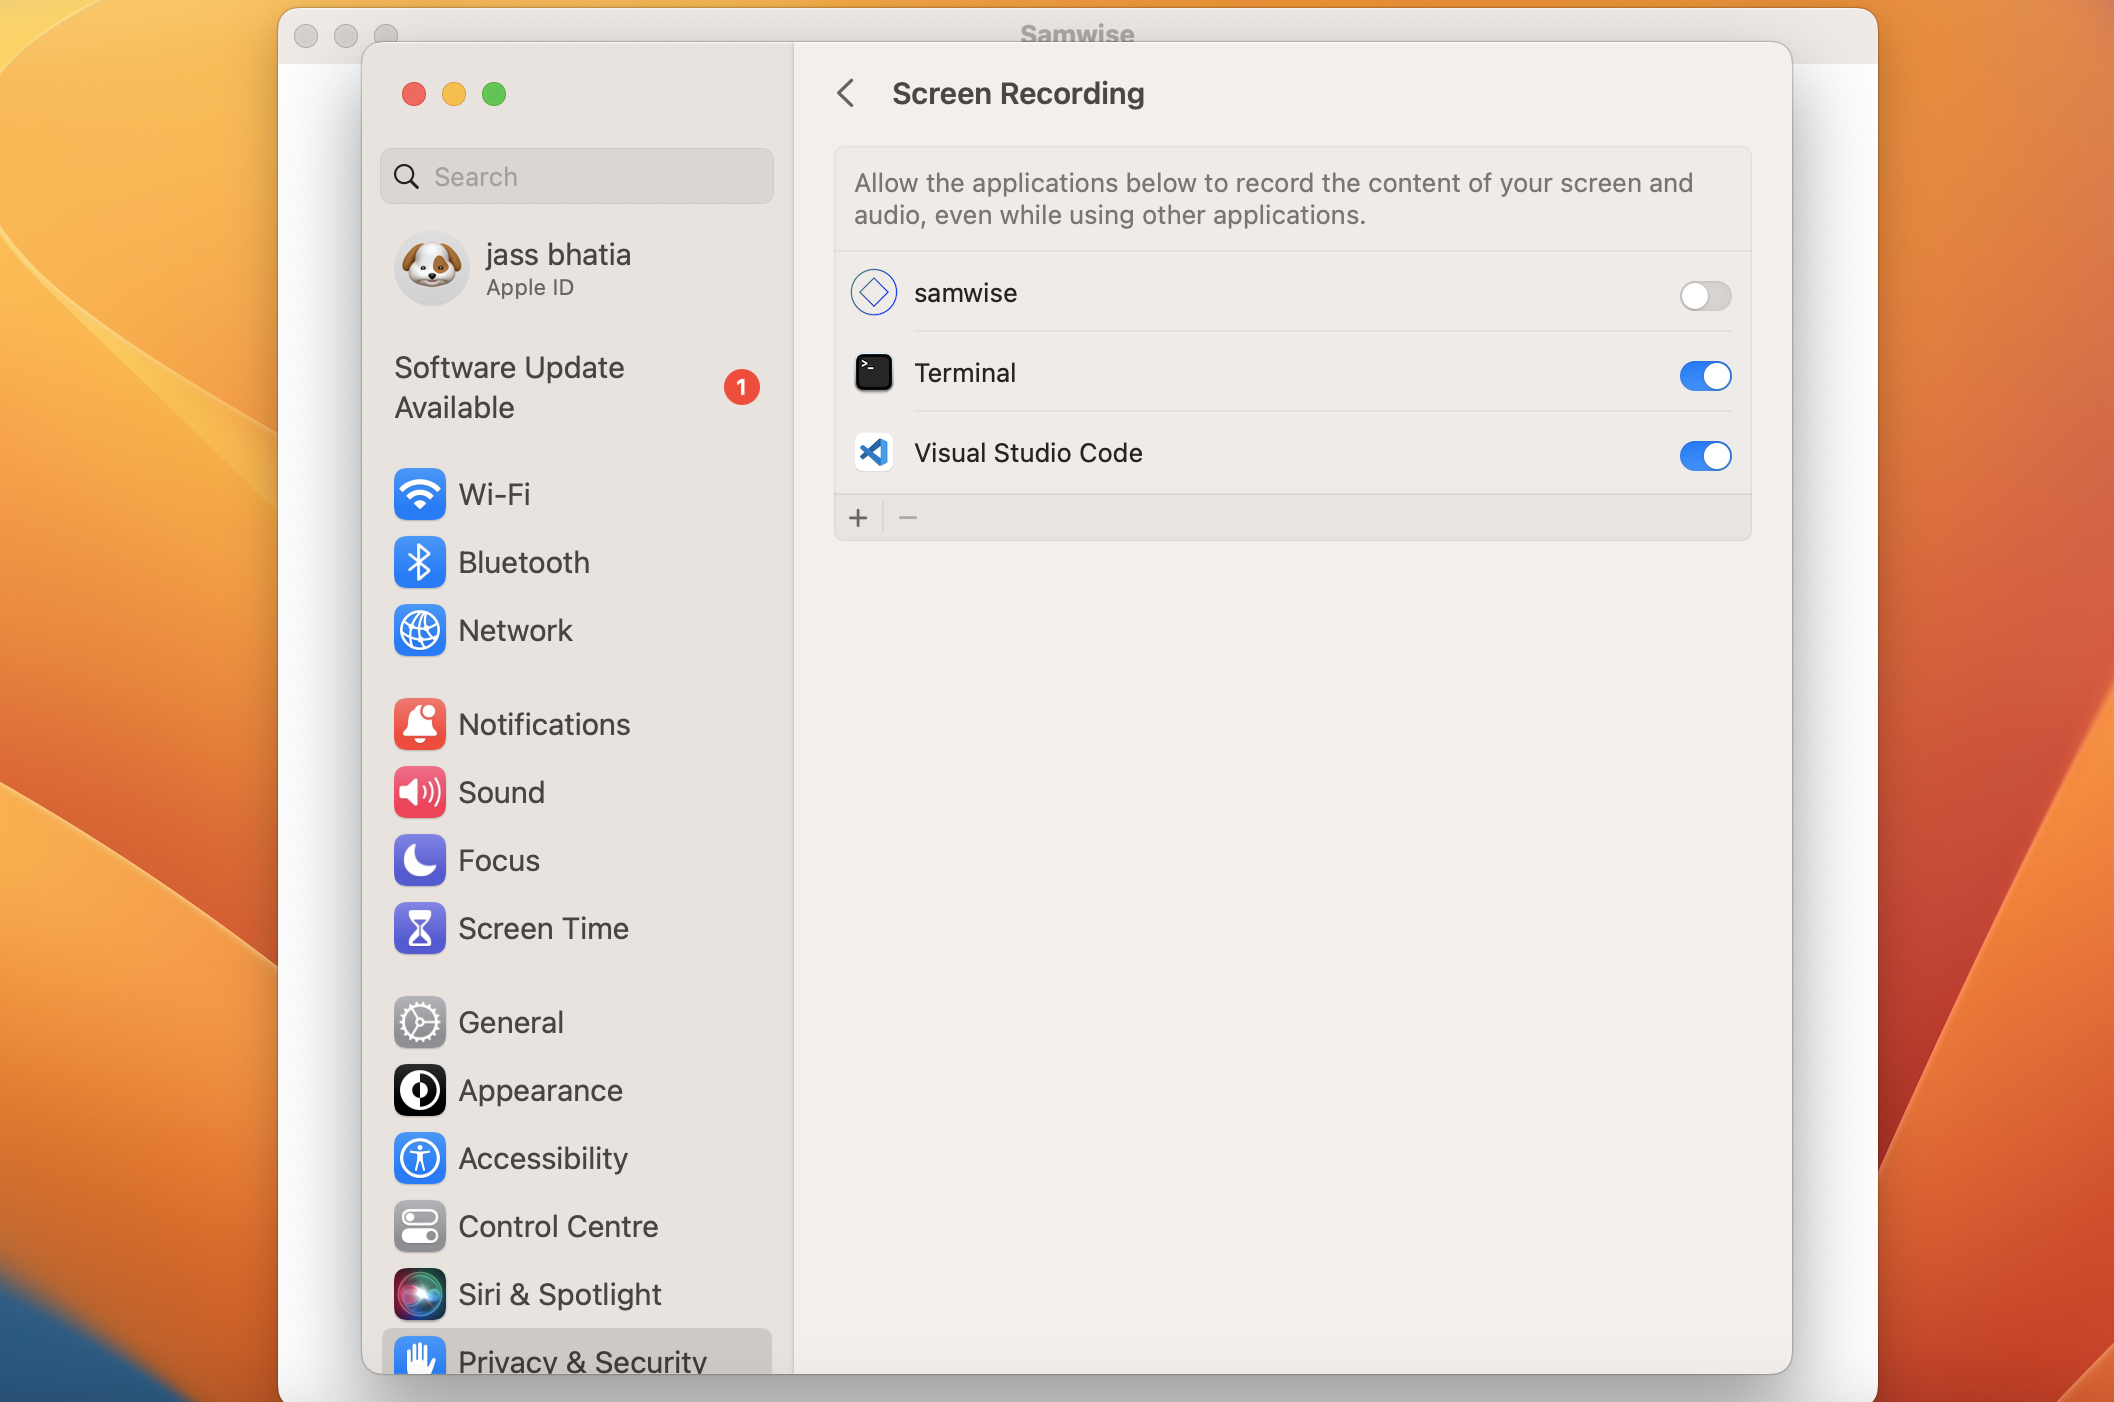 Samwise
Screen Recording
Search
Allow the applications below to record the content of your screen and
audio, even while using other applications.
jass bhatia
Apple ID
samwise
Software Update
Available
1
Terminal
Visual Studio Code
Wi-Fi
Bluetooth
Network
Notifications
Sound
Focus
Screen Time
General
Appearance
Accessibility
Control Centre
Siri & Spotlight
Privacy & Security